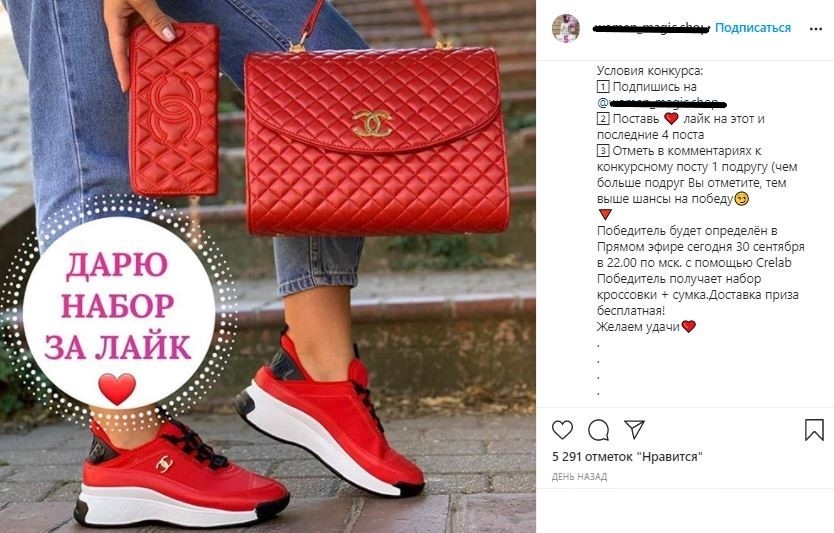 ДАРЮ
НАБОР
ЗА ЛАЙК
Подписаться
Условия конкурса:
1 Подпишись на
@
2 Поставь ❤ лайк на этот и
последние 4 поста
3 Отметь в комментариях к
конкурсному посту 1 подругу (чем
больше подруг Вы отметите, тем
выше шансы на победу😉
🔻
Победитель будет определён в
Прямом эфире сегодня 30 сентября
в 22.00 по мск. с помощью Crelab
Победитель получает набор
кроссовки + сумка.Доставка приза
бесплатная!
Желаем удачи❤
.
.
.
.
5 291 отметок "Нравится"
ДЕНЬ НАЗАД